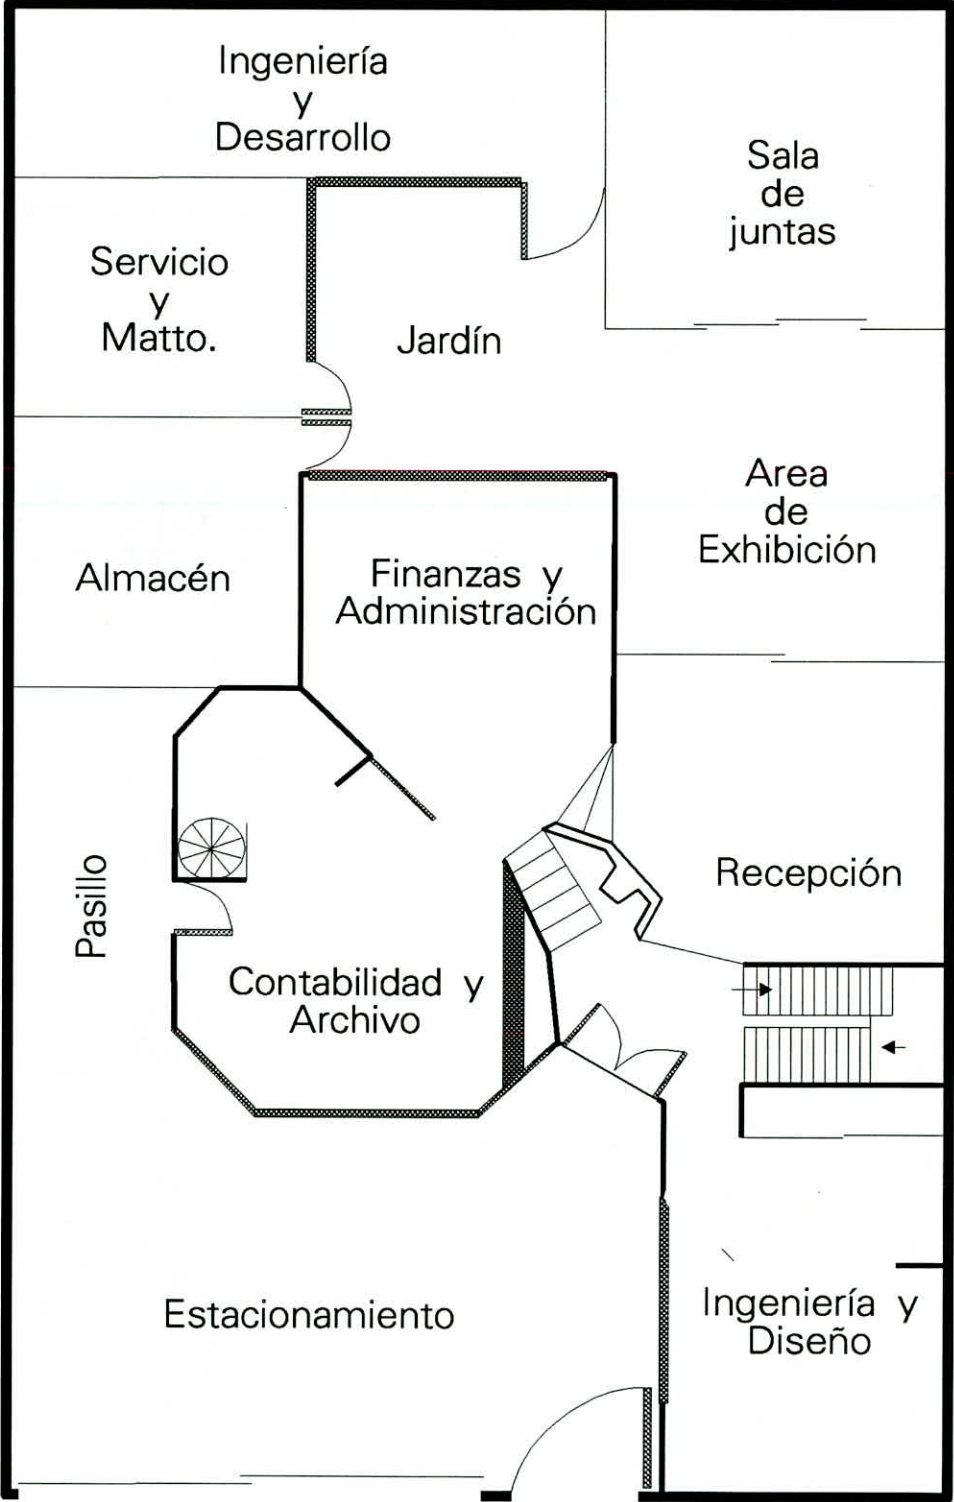 Ingeniería
y
Desarrollo
Sala
de
juntas
Servicio
y
Matto.
Jardín
Area
de
Exhibición
Almacén
Finanzas y
Administración
Pasillo
Recepción
Contabilidad y
Archivo
Estacionamiento
Ingeniería y
Diseño